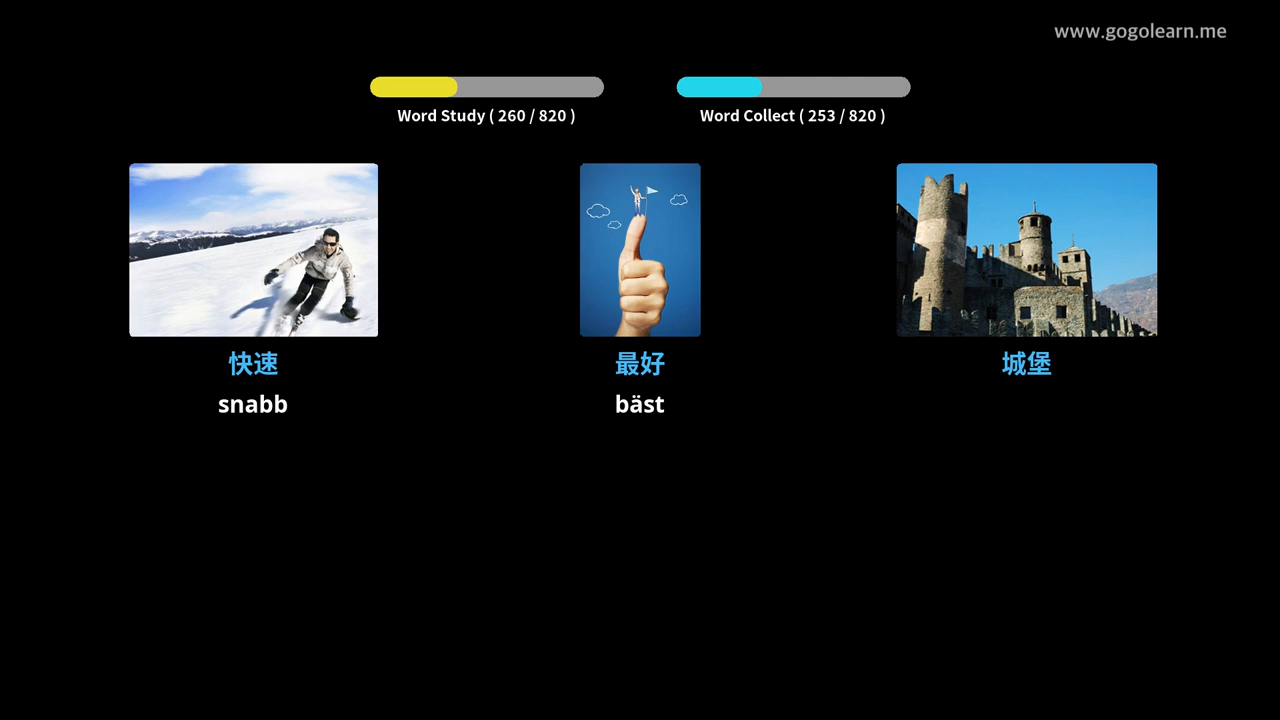 www.gogolearn.me
Word Study ( 260 / 820 )
Word Collect ( 253 / 820 )
快速
最好
城堡
snabb
bäst